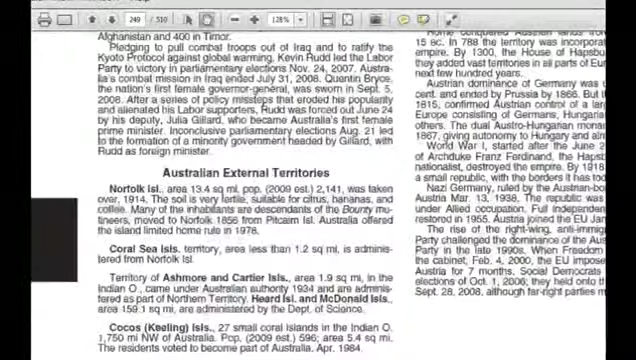 249 / 510
128%
Afghanistan and 400 in Timor.
Pledging to pull combat troops out of Iraq and to ratify the
Kyoto Protocol against global warming, Kevin Rudd led the Labor
Party to victory in parliamentary elections Nov. 24, 2007. Austra-
lia's combat mission in Iraq ended July 31, 2008. Quentin Bryce,
the nation's first female governor-general, was sworn in Sept. 5,
2008. After a series of policy missteps that eroded his popularity
and alienated his Labor supporters, Rudd was forced out June 24
by his deputy, Julia Gillard, who became Australia's first female
prime minister. Inconclusive parliamentary elections Aug. 21 led
to the formation of a minority government headed by Gillard, with
Rudd as foreign minister.
Australian External Territories
Norfolk Isl., area 13.4 sq mi, pop. (2009 est.) 2,141, was taken
over, 1914. The soil is very fertile, suitable for citrus, bananas, and
coffee. Many of the inhabitants are descendants of the Bounty mu-
tineers, moved to Norfolk 1856 from Pitcairn Isl. Australia offered
the island limited home rule in 1978.
Coral Sea Isls. territory, area less than 1.2 sq mi, is adminis-
tered from Norfolk Isl.
Territory of Ashmore and Cartier Isls., area 1.9 sq mi, in the
Indian O., came under Australian authority 1934 and are adminis-
tered as part of Northern Territory. Heard Isl. and McDonald Isls.,
area 159.1 sq mi, are administered by the Dept. of Science.
Cocos (Keeling) Isls., 27 small coral islands in the Indian O.
1,750 mi NW of Australia. Pop. (2009 est.) 596; area 5.4 sq mi.
The residents voted to become part of Australia, Apr. 1984.
15 BC. In 788 the territory was incorporat
empire. By 1300, the House of Hapsbu
they added vast territories in all parts of Eur
next few hundred years.
Austrian dominance of Germany was u
cent. and ended by Prussia by 1866. But t
1815, confirmed Austrian control of a larg
Europe consisting of Germans, Hungaria
others. The dual Austro-Hungarian monar
1867, giving autonomy to Hungary and alm
World War I, started after the June 2
of Archduke Franz Ferdinand, the Hapsb
nationalist, destroyed the empire. By 1918
a small republic, with the borders it has tod
Nazi Germany, ruled by the Austrian-bo
Austria Mar. 13, 1938. The republic was
under Allied occupation. Full independen
restored in 1955. Austria joined the EU Jan
The rise of the right-wing, anti-immig
Party challenged the dominance of the Aus
Party in the late 1990s. When Freedom
the cabinet, Feb. 4, 2000, the EU impose
Austria for 7 months. Social Democrats
elections of Oct. 1, 2006; they held onto th
Sept. 28, 2008, although far-right parties m